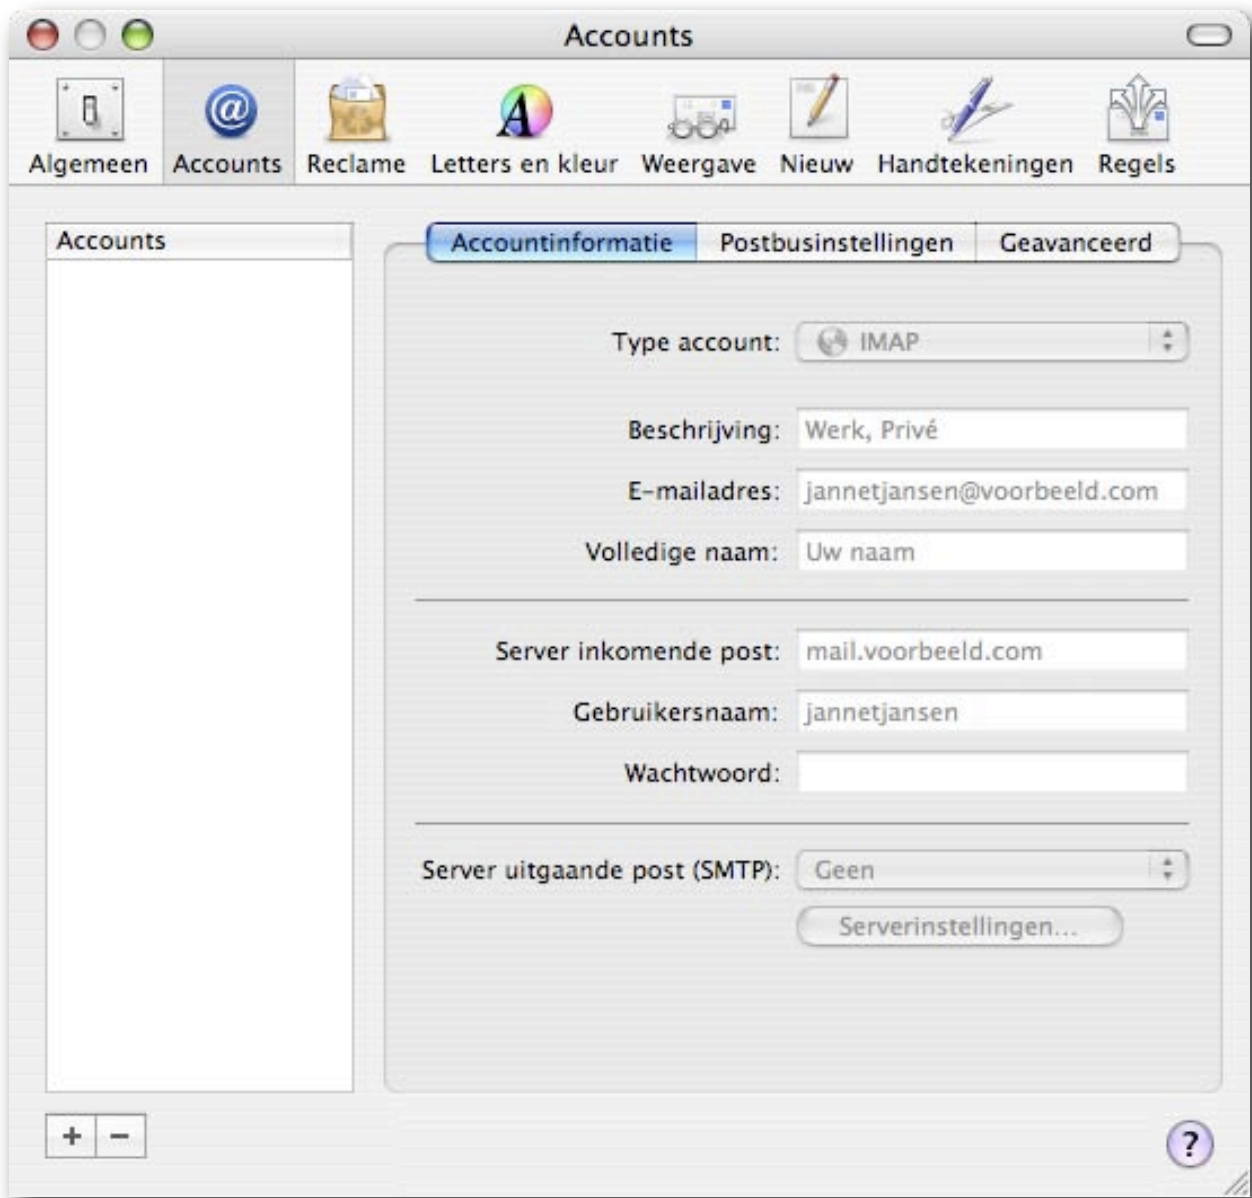 Accounts
Algemeen Accounts Reclame Letters en kleur Weergave Nieuw Handtekeningen Regels
Accounts
Accountinformatie Postbusinstellingen Geavanceerd
Type account: IMAP
Beschrijving: Werk, Privé
E-mailadres: jannetjansen@voorbeeld.com
Volledige naam: Uw naam
Server inkomende post: mail.voorbeeld.com
Gebruikersnaam: jannetjansen
Wachtwoord:
Server uitgaande post (SMTP): Geen
Serverinstellingen...
+ −
?